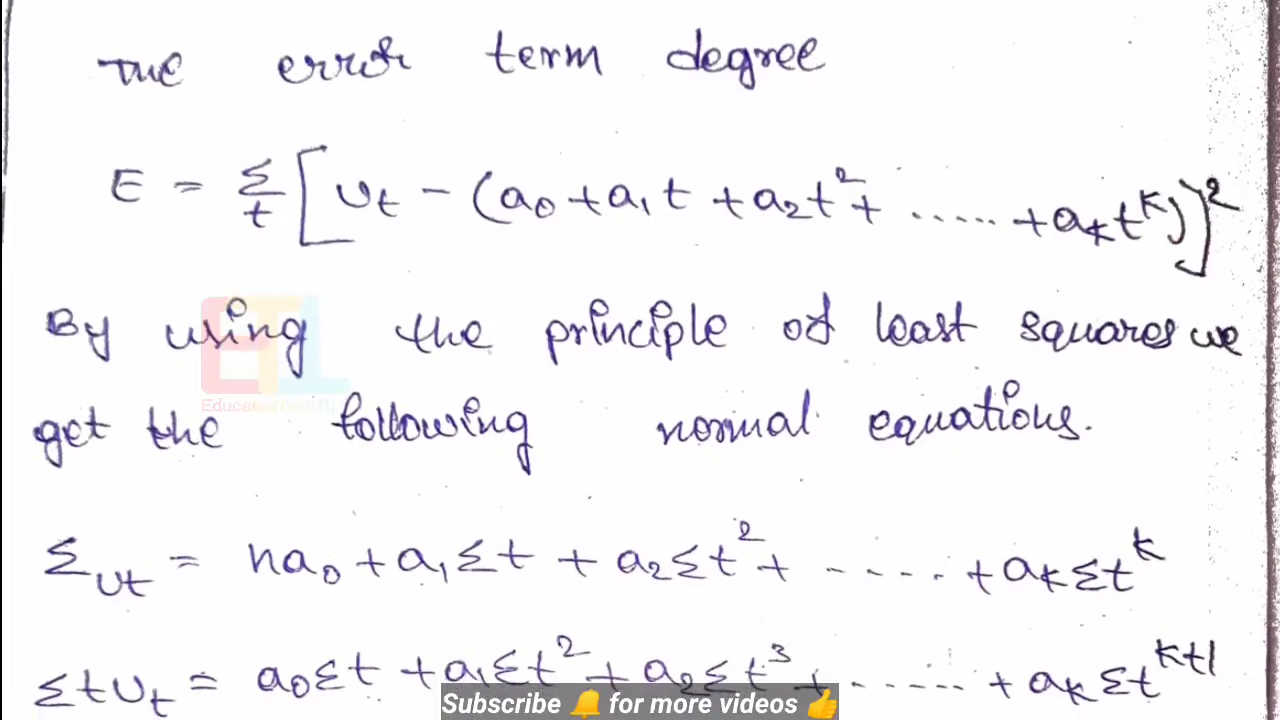 The error term degree
E = Σ_t [U_t - (a_0 + a_1 t + a_2 t^2 + ..... + a_k t^k)]^2
By using the principle of least squares we
get the following normal equations.
ΣU_t = na_0 + a_1 Σt + a_2 Σt^2 + ..... + a_k Σt^k
ΣtU_t = a_0 Σt + a_1 Σt^2 + a_2 Σt^3 + ...... + a_k Σt^{k+1}
Subscribe 🔔 for more videos 👍